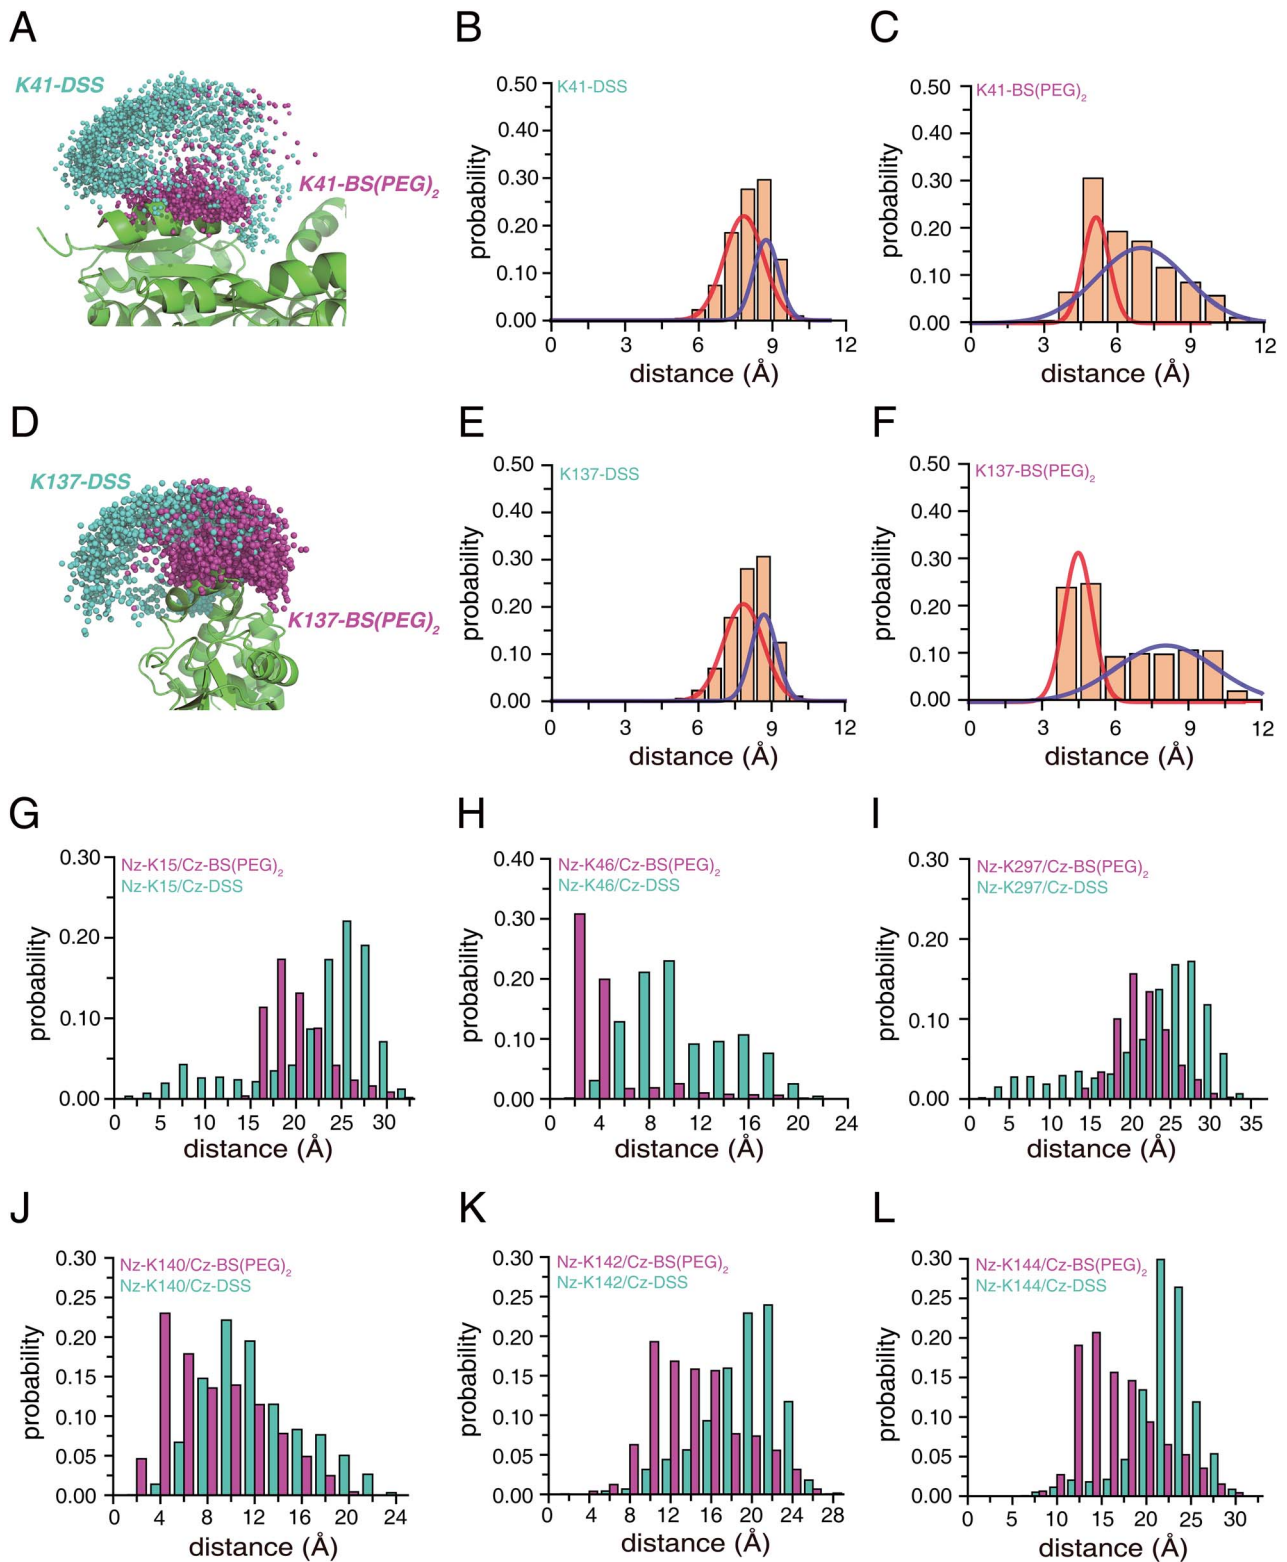 A
K41-DSS
K41-BS(PEG)2
B
K41-DSS
probability
0.50
0.40
0.30
0.20
0.10
0.00
0 3 6 9 12
distance (Å)
C
K41-BS(PEG)2
probability
0.50
0.40
0.30
0.20
0.10
0.00
0 3 6 9 12
distance (Å)
D
K137-DSS
K137-BS(PEG)2
E
K137-DSS
probability
0.50
0.40
0.30
0.20
0.10
0.00
0 3 6 9 12
distance (Å)
F
K137-BS(PEG)2
probability
0.50
0.40
0.30
0.20
0.10
0.00
0 3 6 9 12
distance (Å)
G
Nz-K15/Cz-BS(PEG)2
Nz-K15/Cz-DSS
probability
0.30
0.20
0.10
0.00
0 5 10 15 20 25 30
distance (Å)
H
Nz-K46/Cz-BS(PEG)2
Nz-K46/Cz-DSS
probability
0.40
0.30
0.20
0.10
0.00
0 4 8 12 16 20 24
distance (Å)
I
Nz-K297/Cz-BS(PEG)2
Nz-K297/Cz-DSS
probability
0.30
0.20
0.10
0.00
0 5 10 15 20 25 30 35
distance (Å)
J
Nz-K140/Cz-BS(PEG)2
Nz-K140/Cz-DSS
probability
0.30
0.25
0.20
0.15
0.10
0.05
0.00
0 4 8 12 16 20 24
distance (Å)
K
Nz-K142/Cz-BS(PEG)2
Nz-K142/Cz-DSS
probability
0.30
0.25
0.20
0.15
0.10
0.05
0.00
0 4 8 12 16 20 24 28
distance (Å)
L
Nz-K144/Cz-BS(PEG)2
Nz-K144/Cz-DSS
probability
0.30
0.25
0.20
0.15
0.10
0.05
0.00
0 5 10 15 20 25 30
distance (Å)